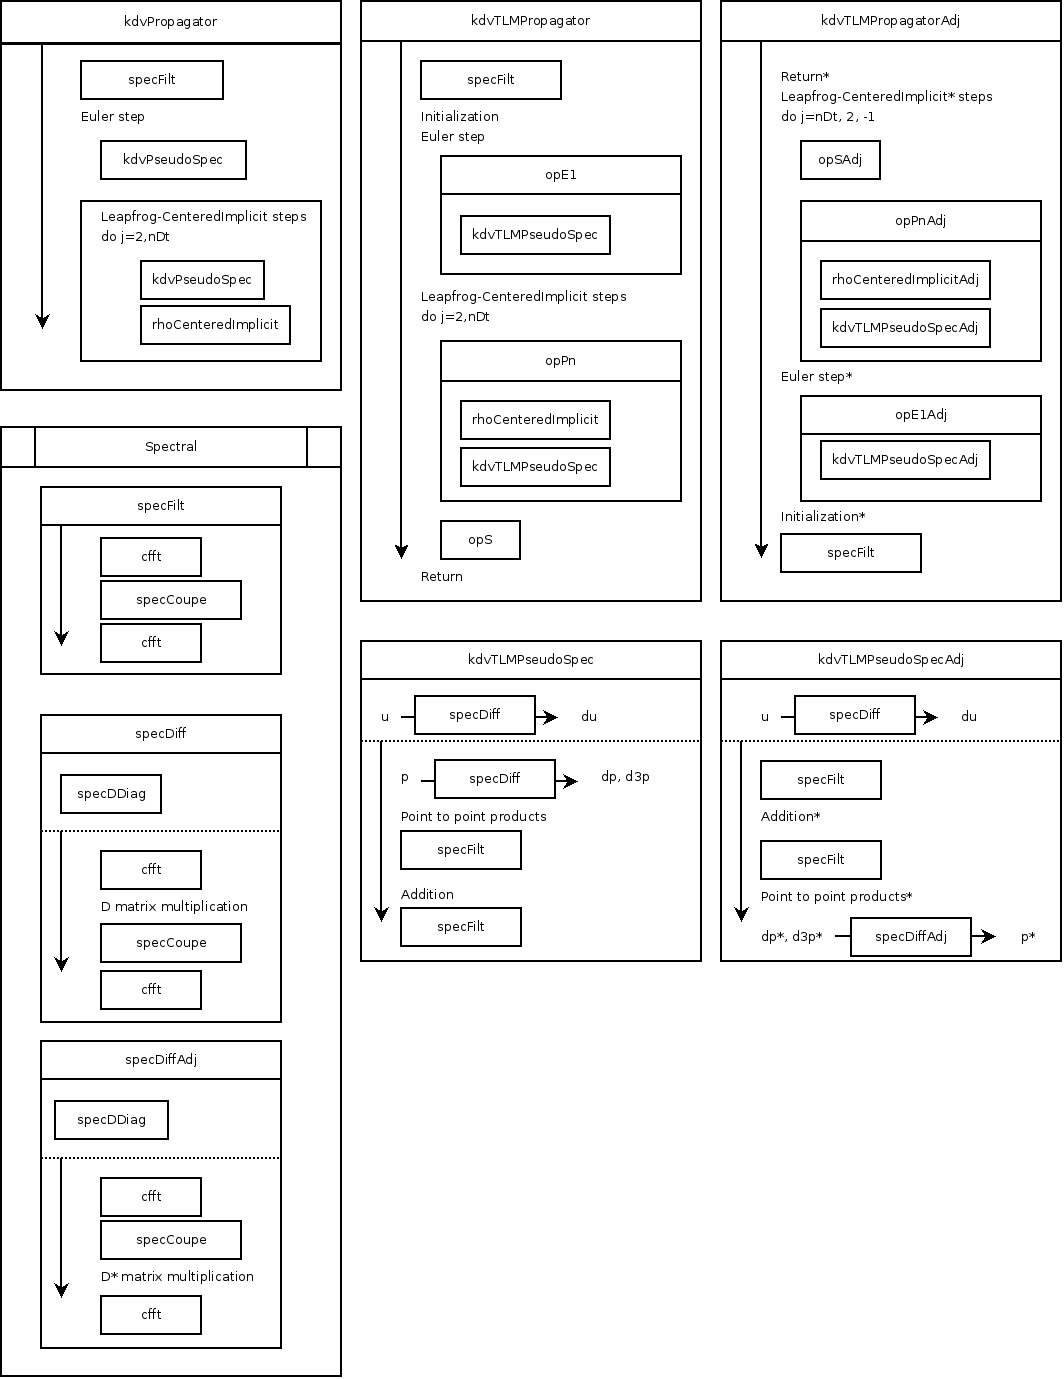 kdvPropagator
specFilt
Euler step
kdvPseudoSpec
Leapfrog-CenteredImplicit steps
do j=2,nDt
kdvPseudoSpec
rhoCenteredImplicit
kdvTLMPropagator
specFilt
Initialization
Euler step
opE1
kdvTLMPseudoSpec
Leapfrog-CenteredImplicit steps
do j=2,nDt
opPn
rhoCenteredImplicit
kdvTLMPseudoSpec
opS
Return
kdvTLMPropagatorAdj
Return*
Leapfrog-CenteredImplicit* steps
do j=nDt, 2, -1
opSAdj
opPnAdj
rhoCenteredImplicitAdj
kdvTLMPseudoSpecAdj
Euler step*
opE1Adj
kdvTLMPseudoSpecAdj
Initialization*
specFilt
Spectral
specFilt
cfft
specCoupe
cfft
specDiff
specDDiag
cfft
D matrix multiplication
specCoupe
cfft
specDiffAdj
specDDiag
cfft
specCoupe
D* matrix multiplication
cfft
kdvTLMPseudoSpec
u specDiff du
p specDiff dp, d3p
Point to point products
specFilt
Addition
specFilt
kdvTLMPseudoSpecAdj
u specDiff du
specFilt
Addition*
specFilt
Point to point products*
dp*, d3p* specDiffAdj p*